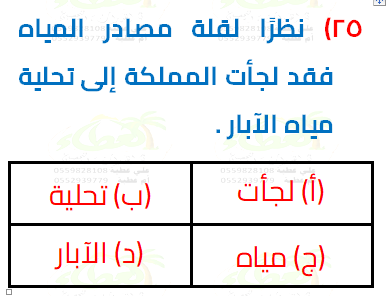 ٢٥) نظرًا لقلة مصادر المياه
فقد لجأت المملكة إلى تحلية
مياه الآبار .
(أ) لجأت (ب) تحلية
(ج) مياه (د) الآبار